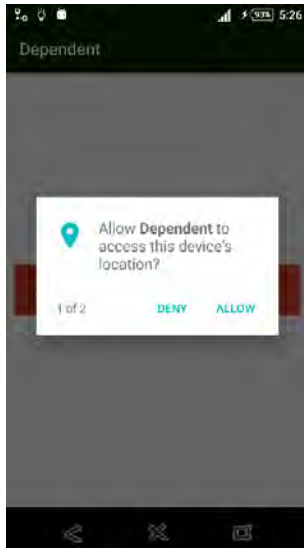 93% 5:26
Dependent
Allow Dependent to
access this device's
location?
1 of 2 DENY ALLOW